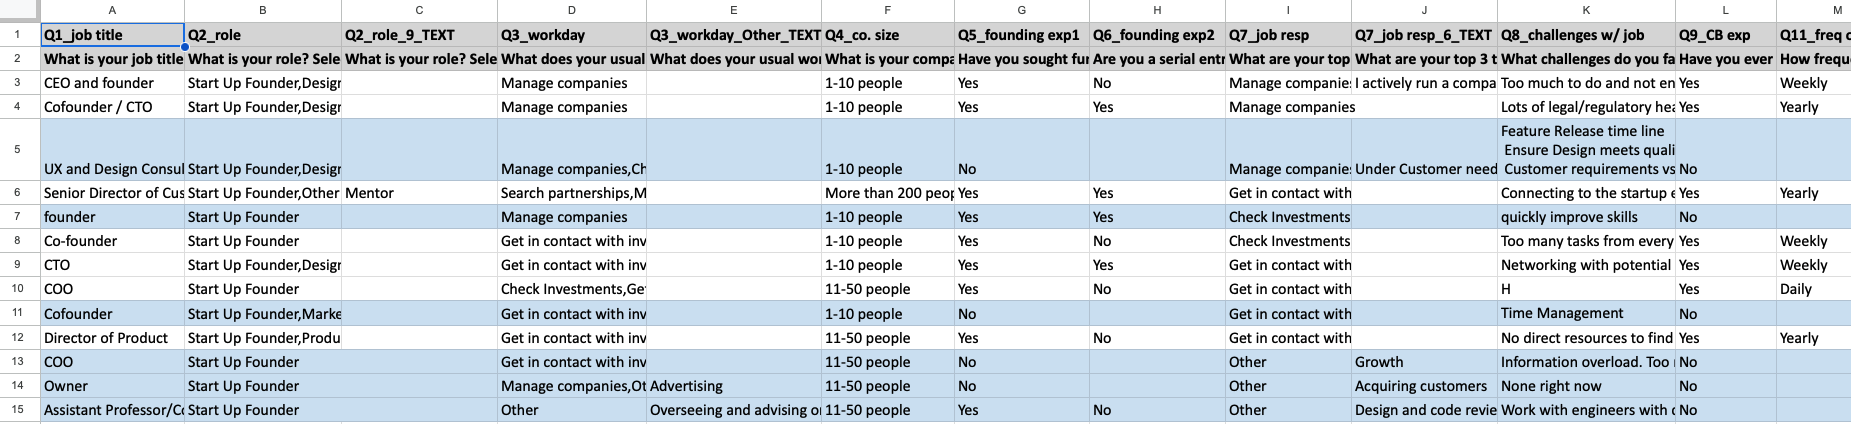 A B C D E F G H I J K L M
1 Q1_job title Q2_role Q2_role_9_TEXT Q3_workday Q3_workday_Other_TEXT Q4_co. size Q5_founding exp1 Q6_founding exp2 Q7_job resp Q7_job resp_6_TEXT Q8_challenges w/ job Q9_CB exp Q11_freq
2 What is your job title What is your role? Sele What is your role? Sele What does your usual What does your usual wo What is your compa Have you sought fu Are you a serial ent What are your top What are your top 3 t What challenges do you fa Have you ever How frequ
3 CEO and founder Start Up Founder,Design Manage companies 1-10 people Yes No Manage companies I actively run a compa Too much to do and not en Yes Weekly
4 Cofounder / CTO Start Up Founder,Design Manage companies 1-10 people Yes Yes Manage companies Lots of legal/regulatory hea Yes Yearly
Feature Release time line
5 Ensure Design meets quali
UX and Design Consul Start Up Founder,Design Manage companies,Ch 1-10 people No Manage companies Under Customer need Customer requirements vs No
6 Senior Director of Cus Start Up Founder,Other Mentor Search partnerships,M More than 200 peop Yes Yes Get in contact with Connecting to the startup e Yes Yearly
7 founder Start Up Founder Manage companies 1-10 people Yes Yes Check Investments quickly improve skills No
8 Co-founder Start Up Founder Get in contact with inv 1-10 people Yes No Check Investments Too many tasks from every Yes Weekly
9 CTO Start Up Founder,Design Get in contact with inv 1-10 people Yes Yes Get in contact with Networking with potential Yes Weekly
10 COO Start Up Founder Check Investments,Ge 11-50 people Yes No Get in contact with H Yes Daily
11 Cofounder Start Up Founder,Marke Get in contact with inv 1-10 people No Get in contact with Time Management No
12 Director of Product Start Up Founder,Produ Get in contact with inv 11-50 people Yes No Get in contact with No direct resources to find Yes Yearly
13 COO Start Up Founder Get in contact with inv 11-50 people No Other Growth Information overload. Too No
14 Owner Start Up Founder Manage companies,Ot Advertising 11-50 people No Other Acquiring customers None right now No
15 Assistant Professor/Co Start Up Founder Other Overseeing and advising o 11-50 people Yes No Other Design and code revie Work with engineers with No